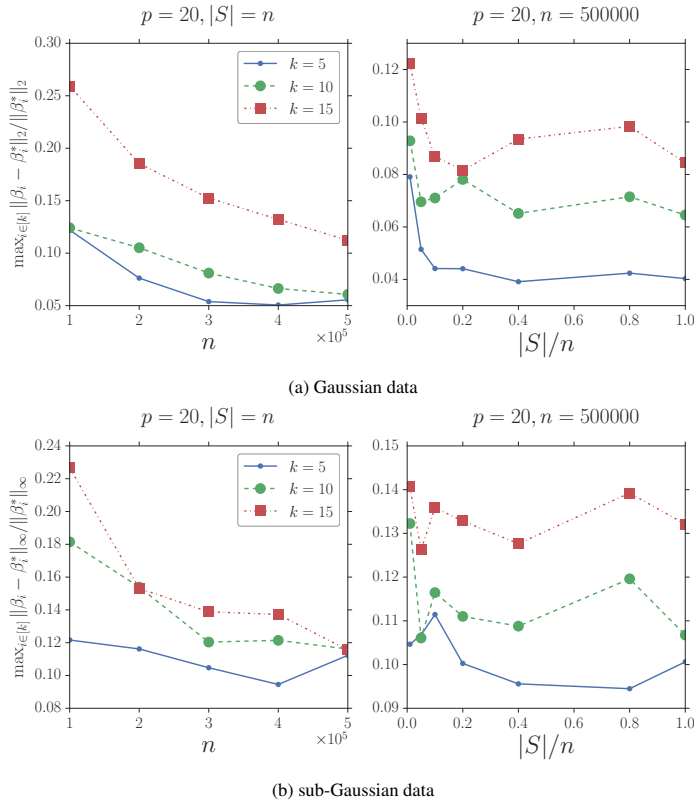 p = 20, |S| = n
p = 20, n = 500000
max_{i∈[k]} ||β_i − β_i^*||_2/||β_i^*||_2
0.30
0.25
0.20
0.15
0.10
0.05
k = 5
k = 10
k = 15
1 2 3 4 5
×10^5
n
0.12
0.10
0.08
0.06
0.04
0.0 0.2 0.4 0.6 0.8 1.0
|S|/n
(a) Gaussian data
p = 20, |S| = n
p = 20, n = 500000
max_{i∈[k]} ||β_i − β_i^*||_∞/||β_i^*||_∞
0.24
0.22
0.20
0.18
0.16
0.14
0.12
0.10
0.08
k = 5
k = 10
k = 15
1 2 3 4 5
×10^5
n
0.15
0.14
0.13
0.12
0.11
0.10
0.09
0.0 0.2 0.4 0.6 0.8 1.0
|S|/n
(b) sub-Gaussian data